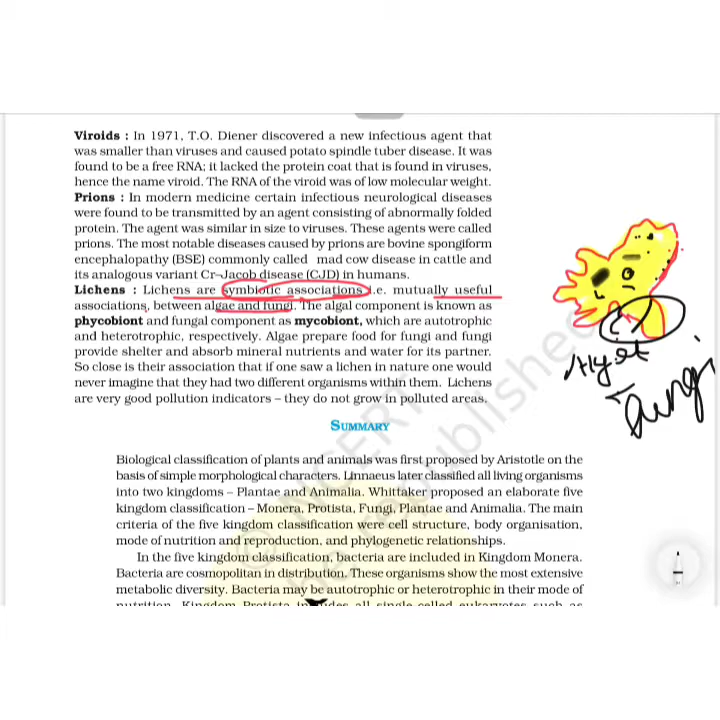 Viroids : In 1971, T.O. Diener discovered a new infectious agent that
was smaller than viruses and caused potato spindle tuber disease. It was
found to be a free RNA; it lacked the protein coat that is found in viruses,
hence the name viroid. The RNA of the viroid was of low molecular weight.
Prions : In modern medicine certain infectious neurological diseases
were found to be transmitted by an agent consisting of abnormally folded
protein. The agent was similar in size to viruses. These agents were called
prions. The most notable diseases caused by prions are bovine spongiform
encephalopathy (BSE) commonly called mad cow disease in cattle and
its analogous variant Cr–Jacob disease (CJD) in humans.
Lichens : Lichens are symbiotic associations i.e. mutually useful
associations, between algae and fungi. The algal component is known as
phycobiont and fungal component as mycobiont, which are autotrophic
and heterotrophic, respectively. Algae prepare food for fungi and fungi
provide shelter and absorb mineral nutrients and water for its partner.
So close is their association that if one saw a lichen in nature one would
never imagine that they had two different organisms within them. Lichens
are very good pollution indicators – they do not grow in polluted areas.
fungi
SUMMARY
Biological classification of plants and animals was first proposed by Aristotle on the
basis of simple morphological characters. Linnaeus later classified all living organisms
into two kingdoms – Plantae and Animalia. Whittaker proposed an elaborate five
kingdom classification – Monera, Protista, Fungi, Plantae and Animalia. The main
criteria of the five kingdom classification were cell structure, body organisation,
mode of nutrition and reproduction, and phylogenetic relationships.
In the five kingdom classification, bacteria are included in Kingdom Monera.
Bacteria are cosmopolitan in distribution. These organisms show the most extensive
metabolic diversity. Bacteria may be autotrophic or heterotrophic in their mode of
nutrition. Kingdom Protista includes all single celled eukaryotes such as
© NCERT
be republished